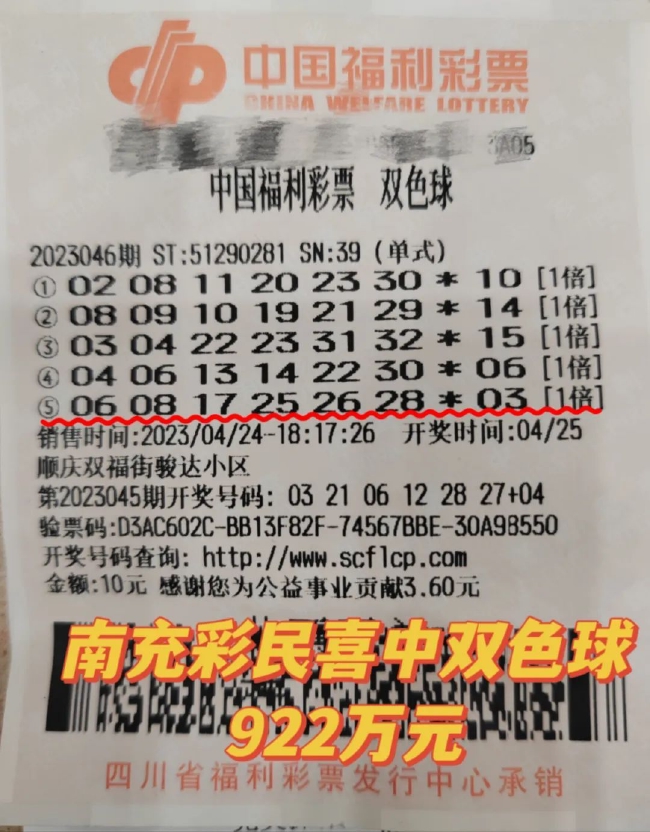 中国福利彩票
CHINA WELFARE LOTTERY
3A05
中国福利彩票 双色球
2023046期 ST:51290281 SN:39 (单式)
① 02 08 11 20 23 30 * 10 [1倍]
② 08 09 10 19 21 29 * 14 [1倍]
③ 03 04 22 23 31 32 * 15 [1倍]
④ 04 06 13 14 22 30 * 06 [1倍]
⑤ 06 08 17 25 26 28 * 03 [1倍]
销售时间:2023/04/24-18:17:26 开奖时间:04/25
顺庆双福街骏达小区
第2023045期开奖号码: 03 21 06 12 28 27+04
验票码:D3AC602C-BB13F82F-74567BBE-30A98550
开奖号码查询: http://www.scflcp.com
金额:10元 感谢您为公益事业贡献3.60元
南充彩民喜中双色球
922万元
四川省福利彩票发行中心承销